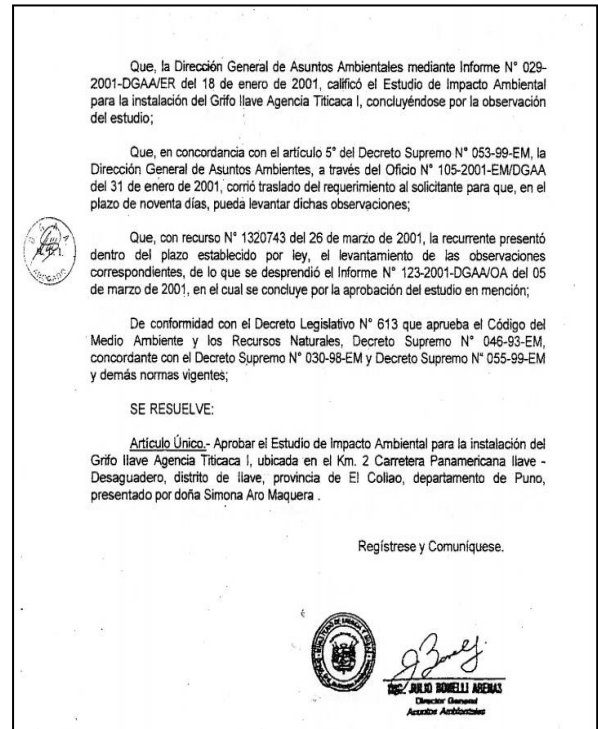 Que, la Dirección General de Asuntos Ambientales mediante Informe N° 029-
2001-DGAA/ER del 18 de enero de 2001, calificó el Estudio de Impacto Ambiental
para la instalación del Grifo Ilave Agencia Titicaca I, concluyéndose por la observación
del estudio;
Que, en concordancia con el artículo 5° del Decreto Supremo N° 053-99-EM, la
Dirección General de Asuntos Ambientes, a través del Oficio N° 105-2001-EM/DGAA
del 31 de enero de 2001, corrió traslado del requerimiento al solicitante para que, en el
plazo de noventa días, pueda levantar dichas observaciones;
Que, con recurso N° 1320743 del 26 de marzo de 2001, la recurrente presentó
dentro del plazo establecido por ley, el levantamiento de las observaciones
correspondientes, de lo que se desprendió el Informe N° 123-2001-DGAA/OA del 05
de marzo de 2001, en el cual se concluye por la aprobación del estudio en mención;
De conformidad con el Decreto Legislativo N° 613 que aprueba el Código del
Medio Ambiente y los Recursos Naturales, Decreto Supremo N° 046-93-EM,
concordante con el Decreto Supremo N° 030-98-EM y Decreto Supremo N° 055-99-EM
y demás normas vigentes;
SE RESUELVE:
Artículo Único.- Aprobar el Estudio de Impacto Ambiental para la instalación del
Grifo Ilave Agencia Titicaca I, ubicada en el Km. 2 Carretera Panamericana Ilave -
Desaguadero, distrito de Ilave, provincia de El Collao, departamento de Puno,
presentado por doña Simona Aro Maquera .
Regístrese y Comuníquese.
ABOGADO
ING. JULIO BONELLI ARENAS
Director General
Asuntos Ambientales